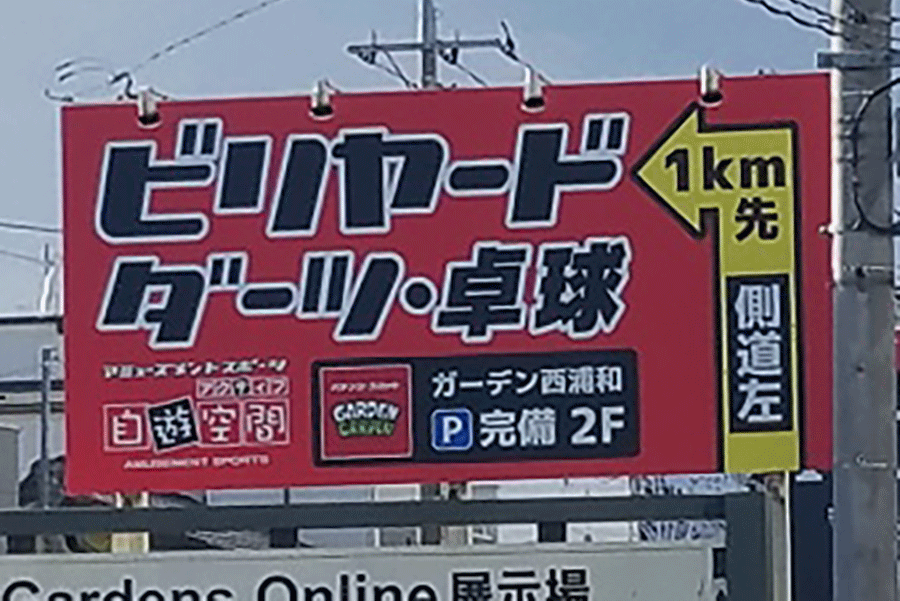 ビリヤード
ダーツ・卓球
1km
先
側道左
アミューズメントスポーツ
アクティブ
自遊空間
AMUSEMENT SPORTS
GARDEN
GARDEN
ガーデン西浦和
P 完備 2F
Gardens Online 展示場